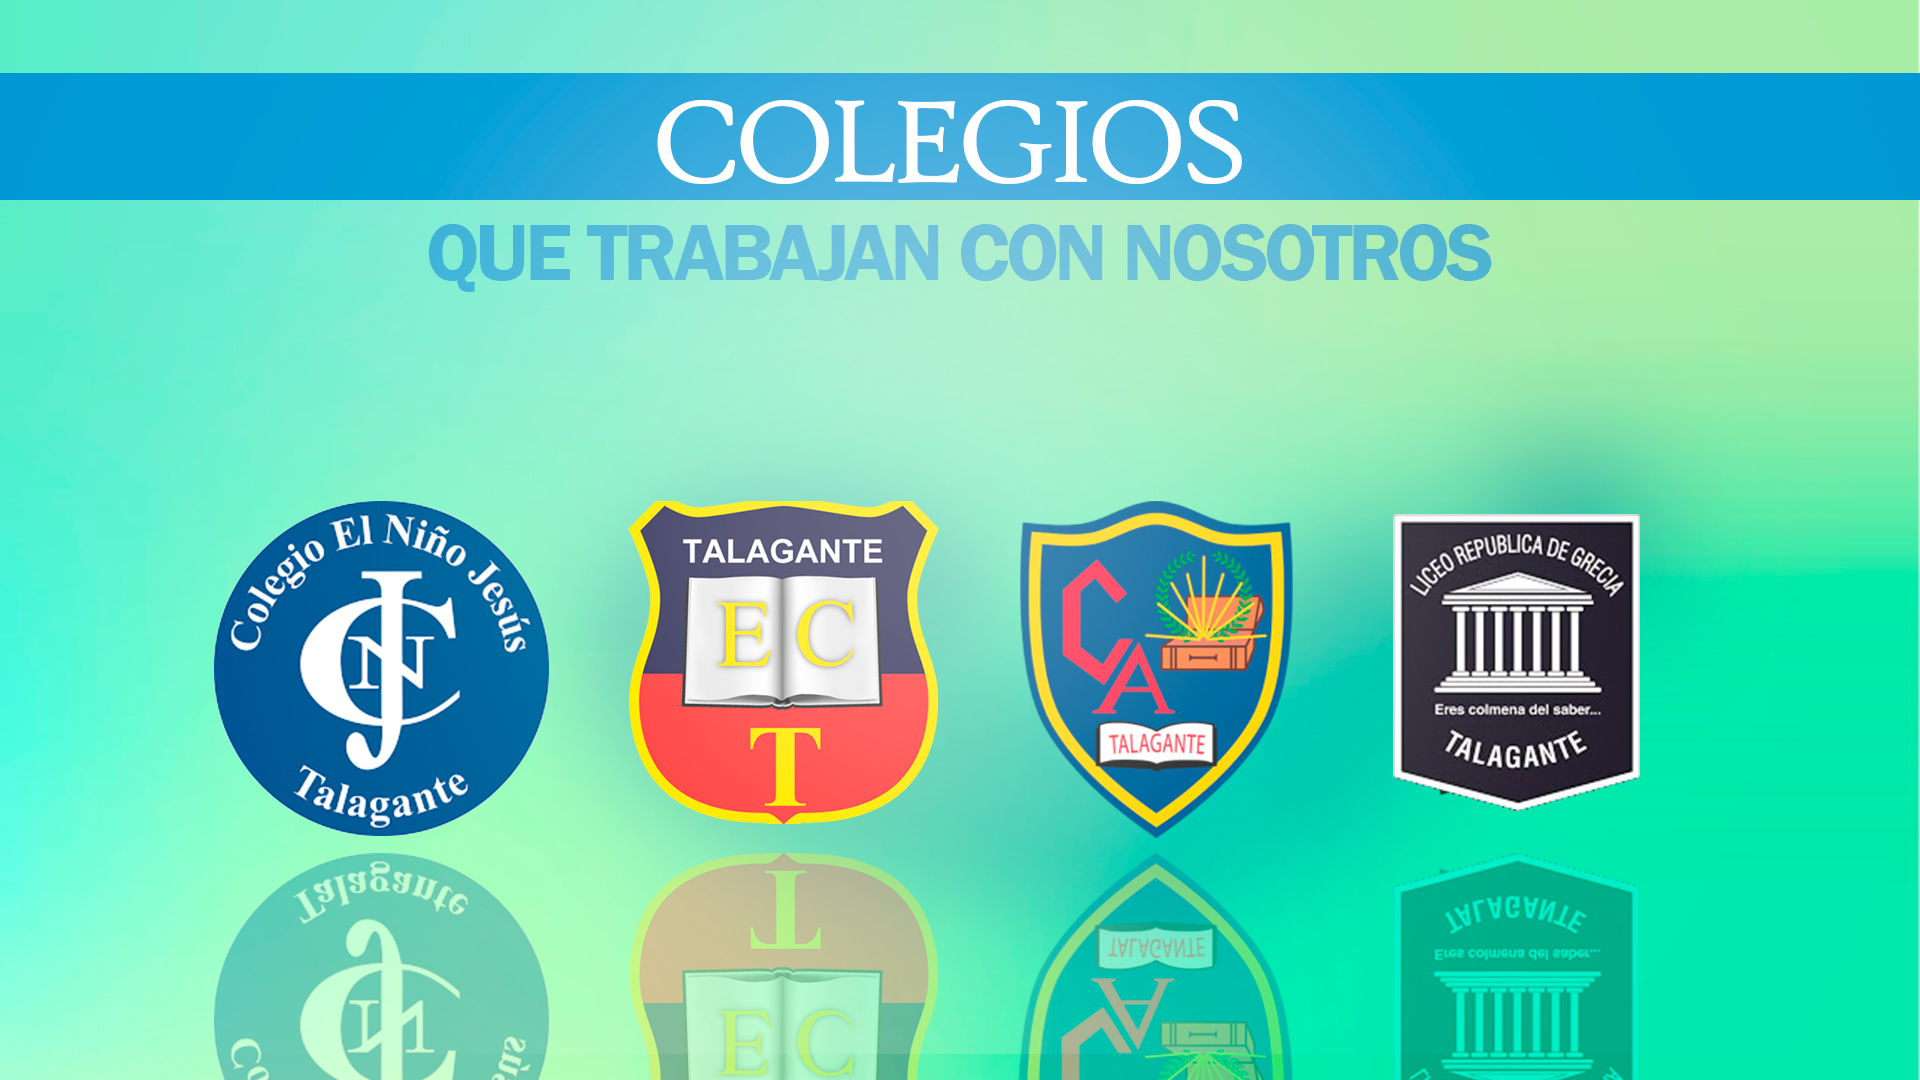 COLEGIOS
QUE TRABAJAN CON NOSOTROS
Colegio El Niño Jesús
JCN
Talagante
TALAGANTE
E C
T
CA
TALAGANTE
LICEO REPUBLICA DE GRECIA
Eres colmena del saber...
TALAGANTE